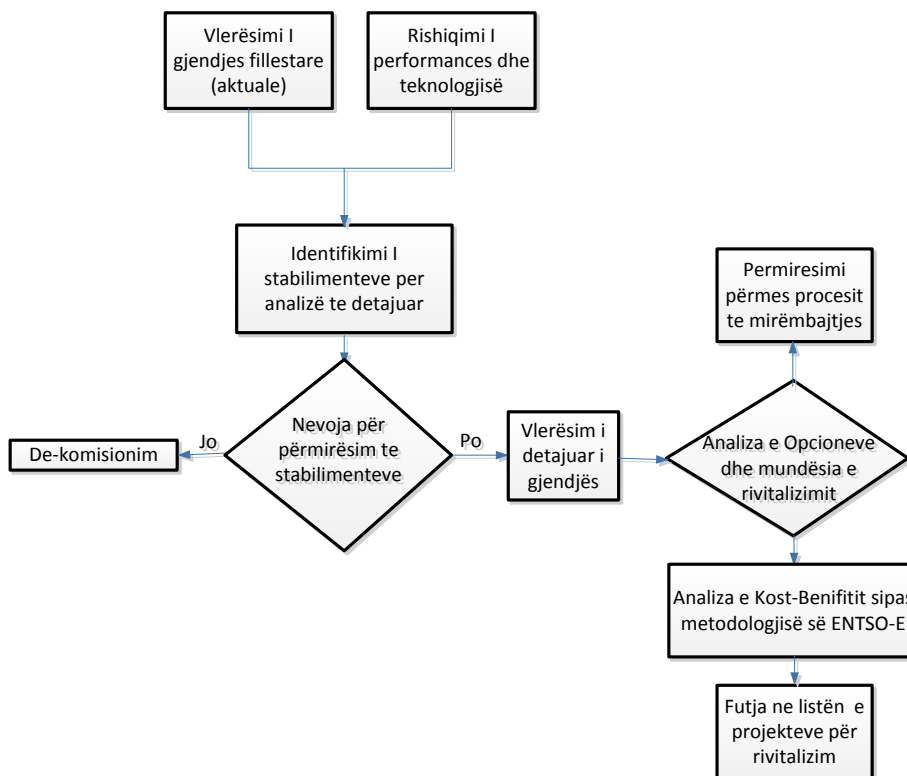 Vlerësimi I
gjendjes fillestare
(aktuale)
Rishiqimi I
performances dhe
teknologjisë
Identifikimi I
stabilimenteve per
analizë te detajuar
Permiresimi
përmes procesit
te mirëmbajtjes
Nevoja për
përmirësim te
stabilimenteve
Jo
De-komisionim
Po
Vlerësim i
detajuar i
gjendjës
Analiza e Opcioneve
dhe mundësia e
rivitalizimit
Analiza e Kost-Benifitit sipas
metodologjisë së ENTSO-E
Futja ne listën e
projekteve për
rivitalizim